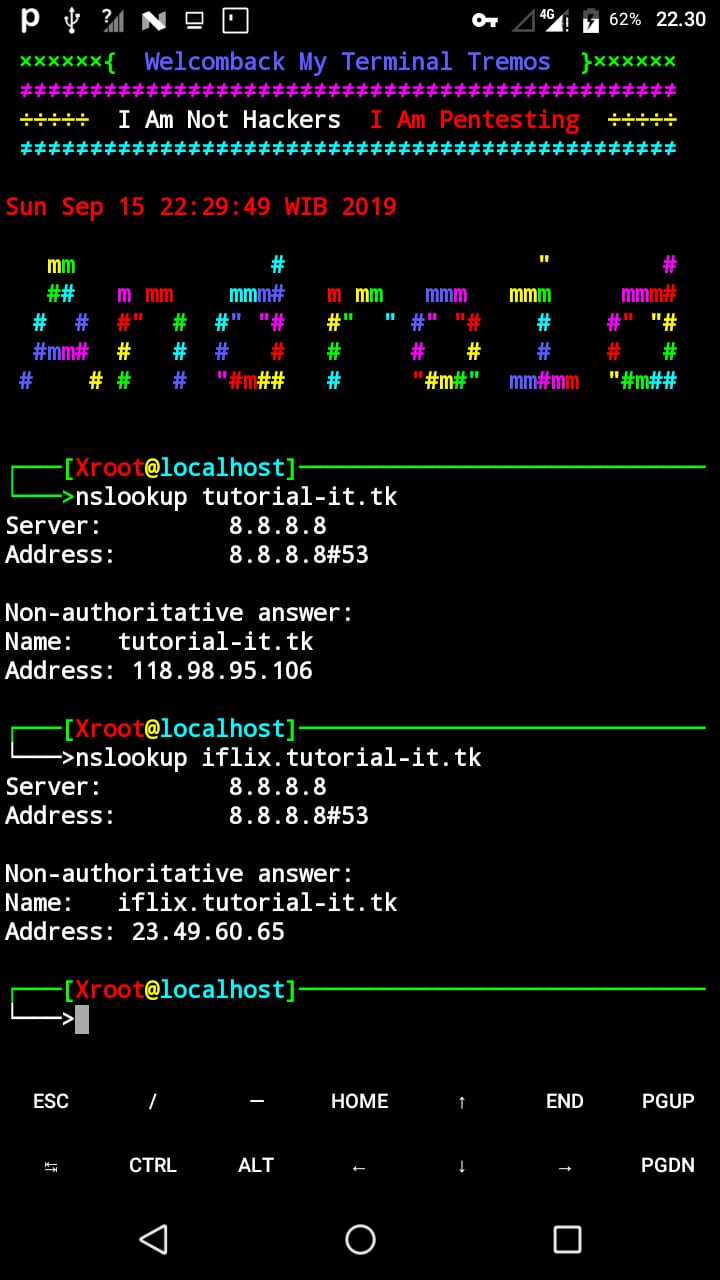 4G 62% 22.30
××××××{ Welcomback My Terminal Tremos }××××××
≠≠≠≠≠≠≠≠≠≠≠≠≠≠≠≠≠≠≠≠≠≠≠≠≠≠≠≠≠≠≠≠≠≠≠≠≠≠≠≠≠≠≠≠≠≠≠
÷÷÷÷÷ I Am Not Hackers I Am Pentesting ÷÷÷÷÷
≠≠≠≠≠≠≠≠≠≠≠≠≠≠≠≠≠≠≠≠≠≠≠≠≠≠≠≠≠≠≠≠≠≠≠≠≠≠≠≠≠≠≠≠≠≠≠
Sun Sep 15 22:29:49 WIB 2019
Android
[Xroot@localhost]
>nslookup tutorial-it.tk
Server: 8.8.8.8
Address: 8.8.8.8#53
Non-authoritative answer:
Name: tutorial-it.tk
Address: 118.98.95.106
[Xroot@localhost]
>nslookup iflix.tutorial-it.tk
Server: 8.8.8.8
Address: 8.8.8.8#53
Non-authoritative answer:
Name: iflix.tutorial-it.tk
Address: 23.49.60.65
[Xroot@localhost]
>
ESC / — HOME ↑ END PGUP
↹ CTRL ALT ← ↓ → PGDN